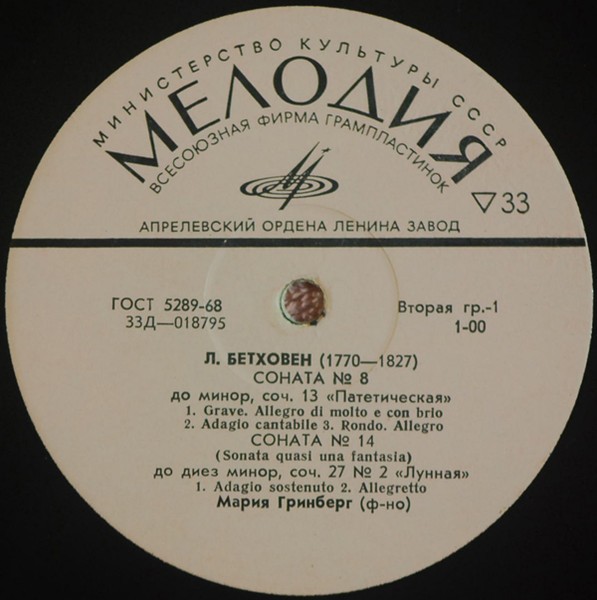 МИНИСТЕРСТВО КУЛЬТУРЫ СССР
МЕЛОДИЯ
ВСЕСОЮЗНАЯ ФИРМА ГРАМПЛАСТИНОК
▽33
АПРЕЛЕВСКИЙ ОРДЕНА ЛЕНИНА ЗАВОД
ГОСТ 5289-68
33Д—018795
Вторая гр.-1
1-00
Л. БЕТХОВЕН (1770—1827)
СОНАТА № 8
до минор, соч. 13 «Патетическая»
1. Grave. Allegro di molto e con brio
2. Adagio cantabile 3. Rondo. Allegro
СОНАТА № 14
(Sonata quasi una fantasia)
до диез минор, соч. 27 № 2 «Лунная»
1. Adagio sostenuto 2. Allegretto
Мария Гринберг (ф-но)